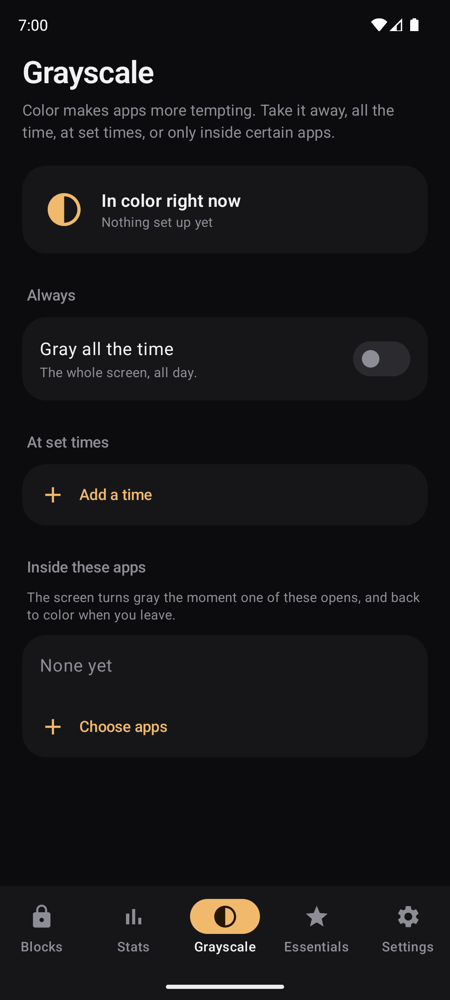 7:00
Grayscale
Color makes apps more tempting. Take it away, all the
time, at set times, or only inside certain apps.
In color right now
Nothing set up yet
Always
Gray all the time
The whole screen, all day.
At set times
Add a time
Inside these apps
The screen turns gray the moment one of these opens, and back
to color when you leave.
None yet
Choose apps
Blocks
Stats
Grayscale
Essentials
Settings